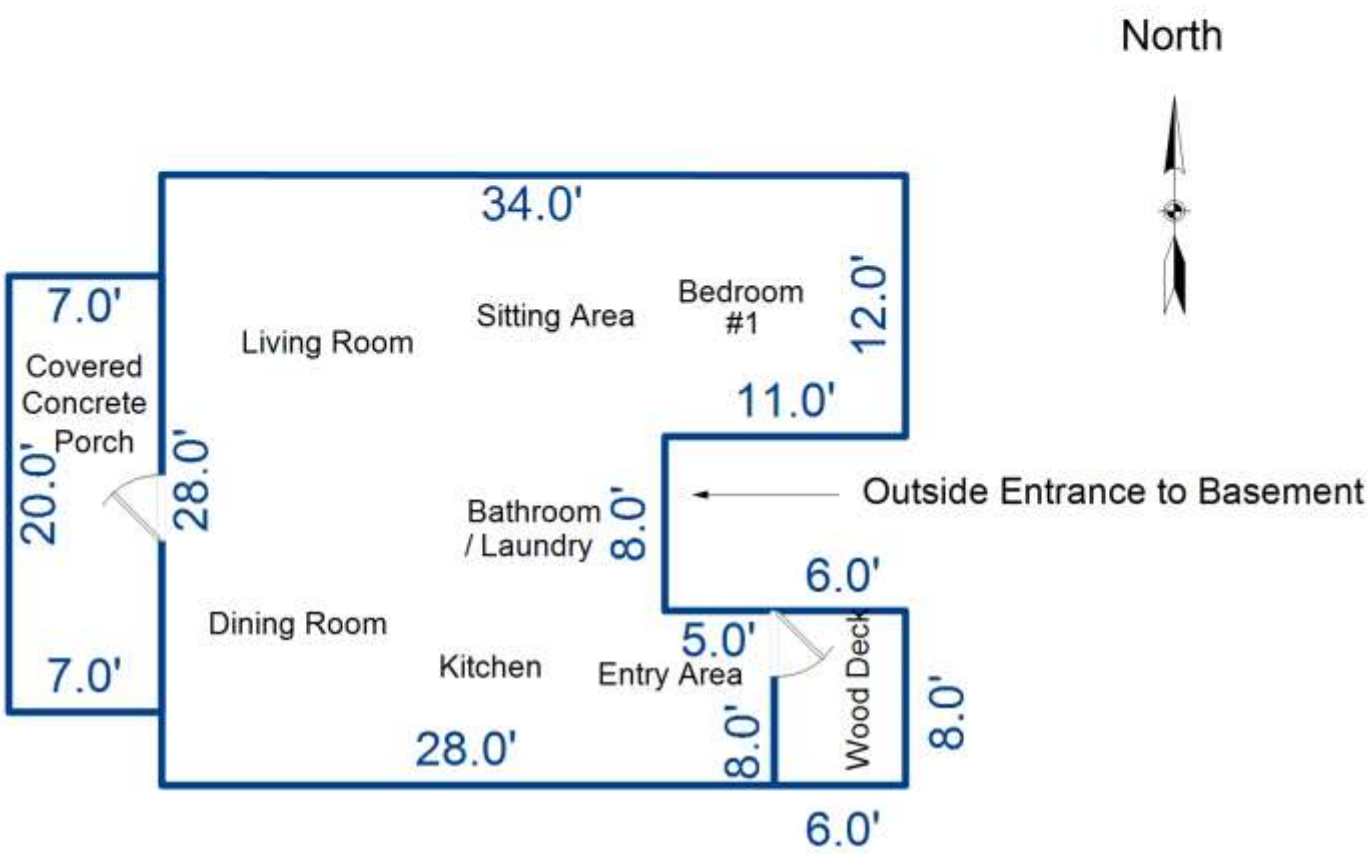 North
34.0'
7.0'
Covered
Concrete
Porch
20.0'
28.0'
7.0'
Living Room
Sitting Area
Bedroom
#1
12.0'
11.0'
Outside Entrance to Basement
Bathroom
/ Laundry
8.0'
6.0'
Dining Room
Kitchen
5.0'
Entry Area
Wood Deck
8.0'
8.0'
28.0'
6.0'